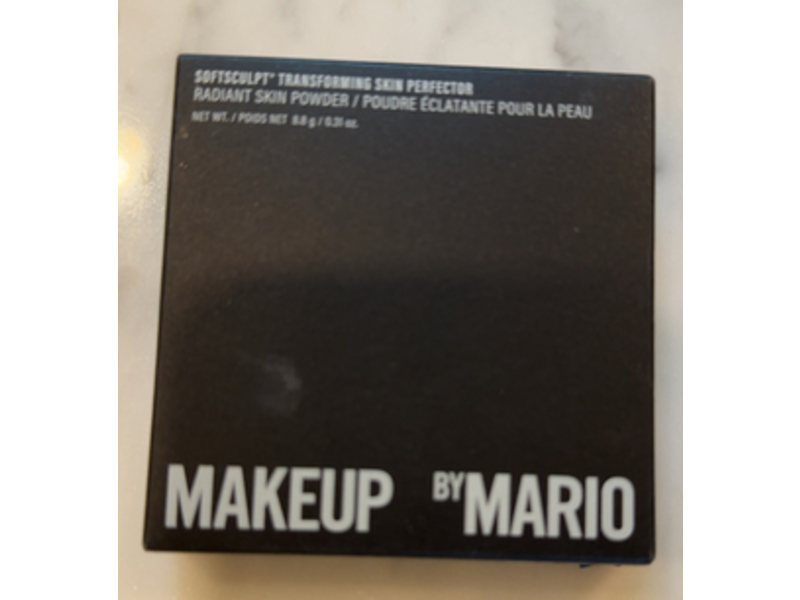 SOFTSCULPT® TRANSFORMING SKIN PERFECTOR
RADIANT SKIN POWDER / POUDRE ÉCLATANTE POUR LA PEAU
NET WT. / POIDS NET 8.8 g / 0.31 oz.
MAKEUP BY MARIO